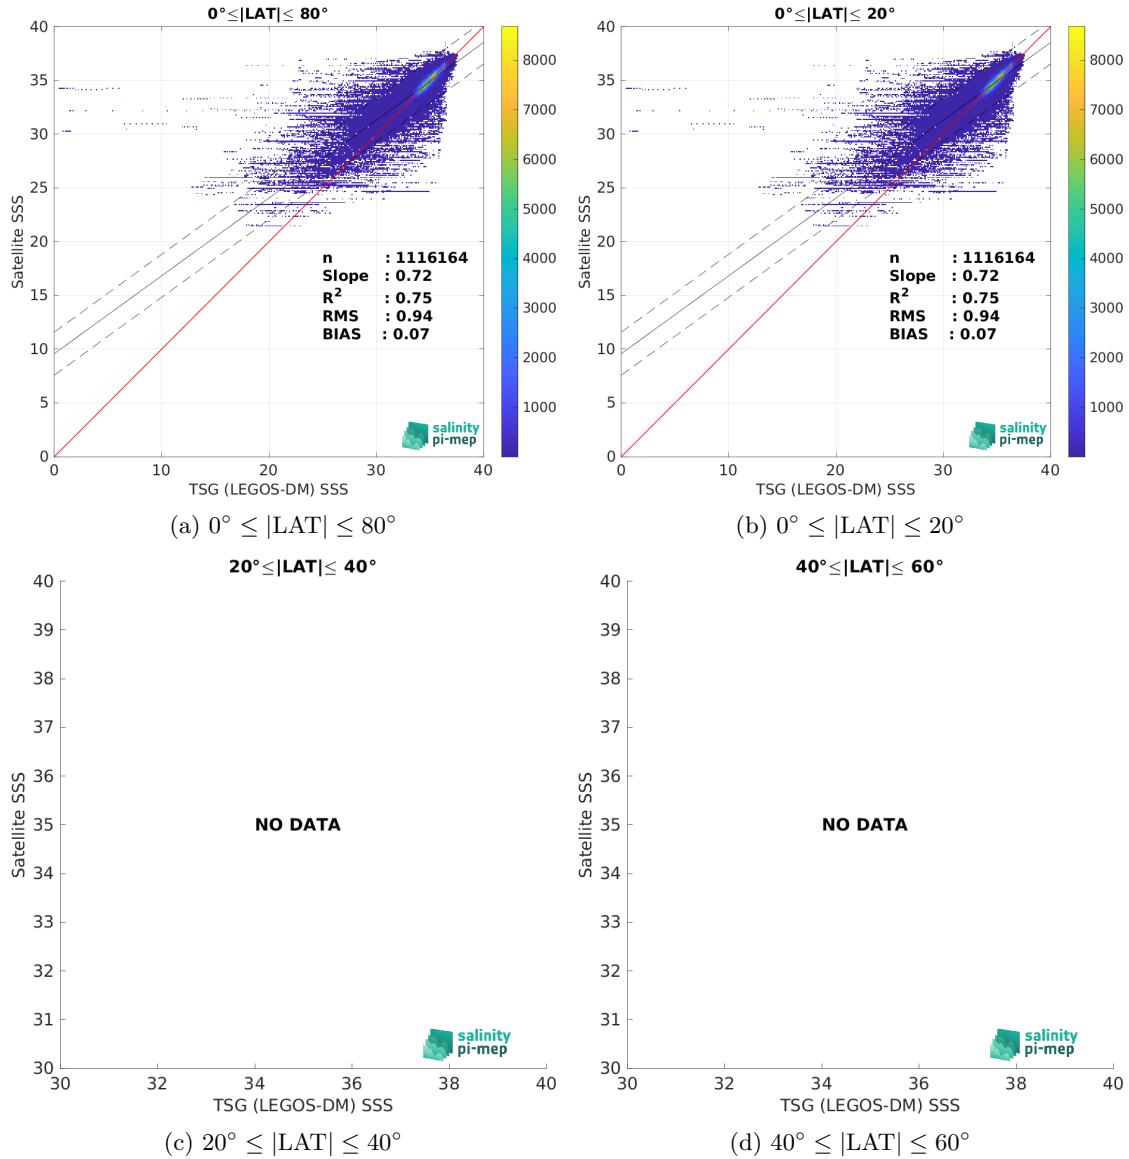 0°≤|LAT|≤ 80°
40
35
30
25
20
15
10
5
0
Satellite SSS
n : 1116164
Slope : 0.72
R² : 0.75
RMS : 0.94
BIAS : 0.07
salinity
pi-mep
0 10 20 30 40
TSG (LEGOS-DM) SSS
8000
7000
6000
5000
4000
3000
2000
1000
(a) 0° ≤ |LAT| ≤ 80°
0°≤|LAT|≤ 20°
40
35
30
25
20
15
10
5
0
Satellite SSS
n : 1116164
Slope : 0.72
R² : 0.75
RMS : 0.94
BIAS : 0.07
salinity
pi-mep
0 10 20 30 40
TSG (LEGOS-DM) SSS
8000
7000
6000
5000
4000
3000
2000
1000
(b) 0° ≤ |LAT| ≤ 20°
20°≤|LAT|≤ 40°
40
39
38
37
36
35
34
33
32
31
30
Satellite SSS
NO DATA
salinity
pi-mep
30 32 34 36 38 40
TSG (LEGOS-DM) SSS
(c) 20° ≤ |LAT| ≤ 40°
40°≤|LAT|≤ 60°
40
39
38
37
36
35
34
33
32
31
30
Satellite SSS
NO DATA
salinity
pi-mep
30 32 34 36 38 40
TSG (LEGOS-DM) SSS
(d) 40° ≤ |LAT| ≤ 60°